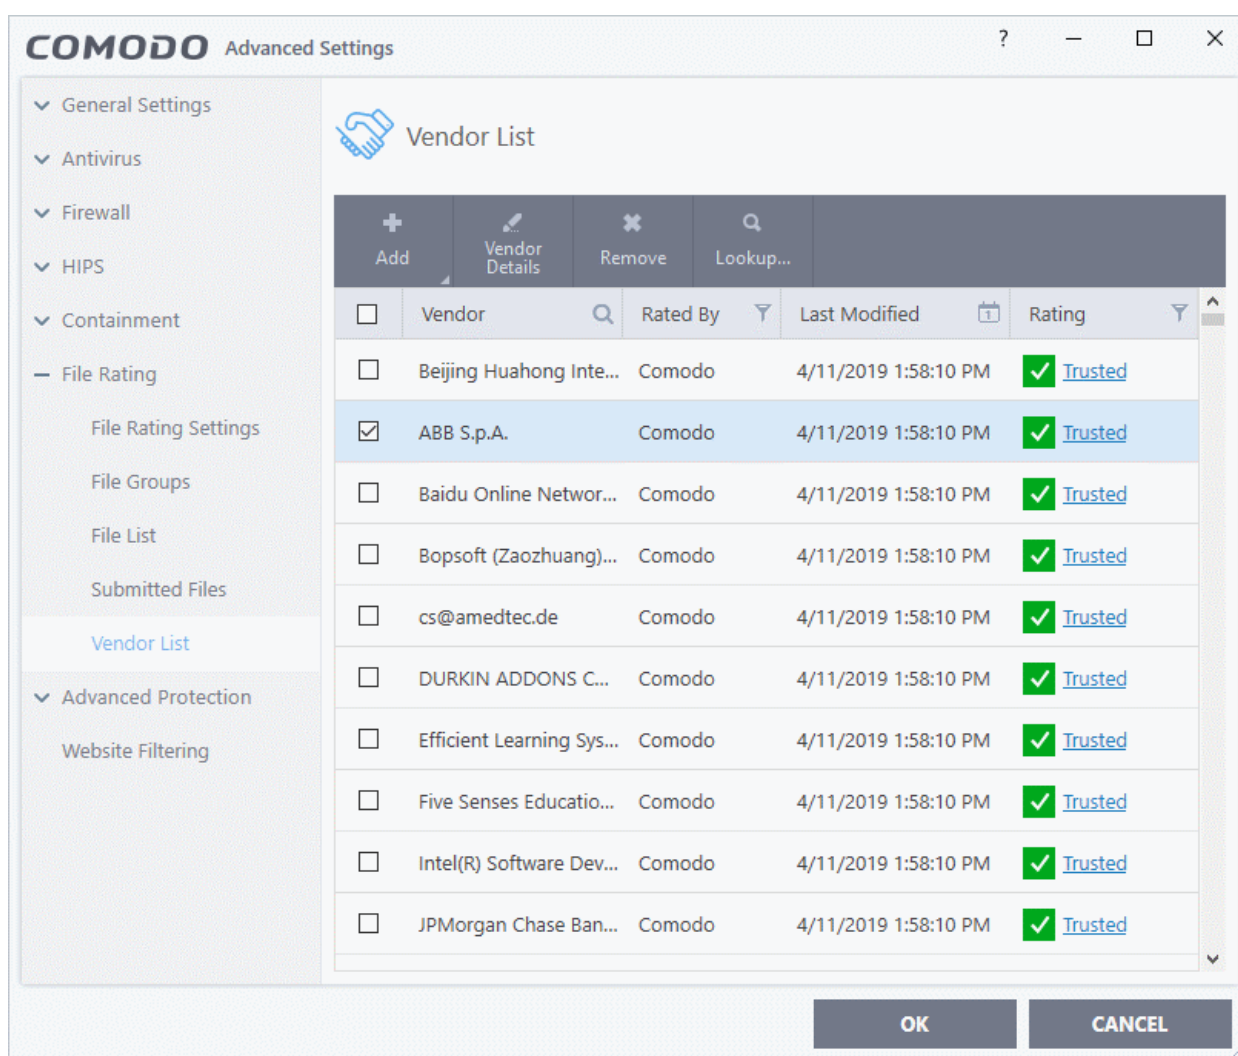 COMODO Advanced Settings ?
General Settings
Antivirus
Firewall
HIPS
Containment
File Rating
File Rating Settings
File Groups
File List
Submitted Files
Vendor List
Advanced Protection
Website Filtering
Vendor List
Add
Vendor
Details
Remove
Lookup...
Vendor Rated By Last Modified 1 Rating
Beijing Huahong Inte... Comodo 4/11/2019 1:58:10 PM Trusted
ABB S.p.A. Comodo 4/11/2019 1:58:10 PM Trusted
Baidu Online Networ... Comodo 4/11/2019 1:58:10 PM Trusted
Bopsoft (Zaozhuang)... Comodo 4/11/2019 1:58:10 PM Trusted
cs@amedtec.de Comodo 4/11/2019 1:58:10 PM Trusted
DURKIN ADDONS C... Comodo 4/11/2019 1:58:10 PM Trusted
Efficient Learning Sys... Comodo 4/11/2019 1:58:10 PM Trusted
Five Senses Educatio... Comodo 4/11/2019 1:58:10 PM Trusted
Intel(R) Software Dev... Comodo 4/11/2019 1:58:10 PM Trusted
JPMorgan Chase Ban... Comodo 4/11/2019 1:58:10 PM Trusted
OK CANCEL